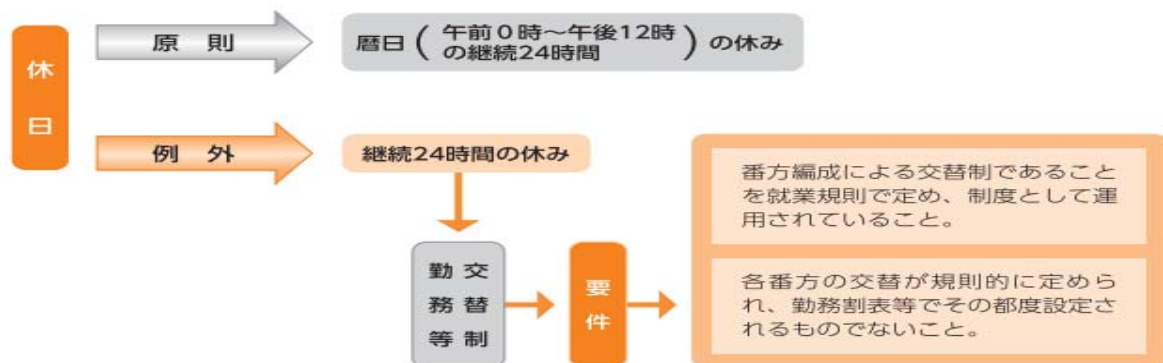 休日
原則
暦日(午前0時~午後12時
の継続24時間)の休み
例外
継続24時間の休み
交替制
勤務等
要件
番方編成による交替制であること
を就業規則で定め、制度として運
用されていること。
各番方の交替が規則的に定めら
れ、勤務割表等でその都度設定さ
れるものでないこと。